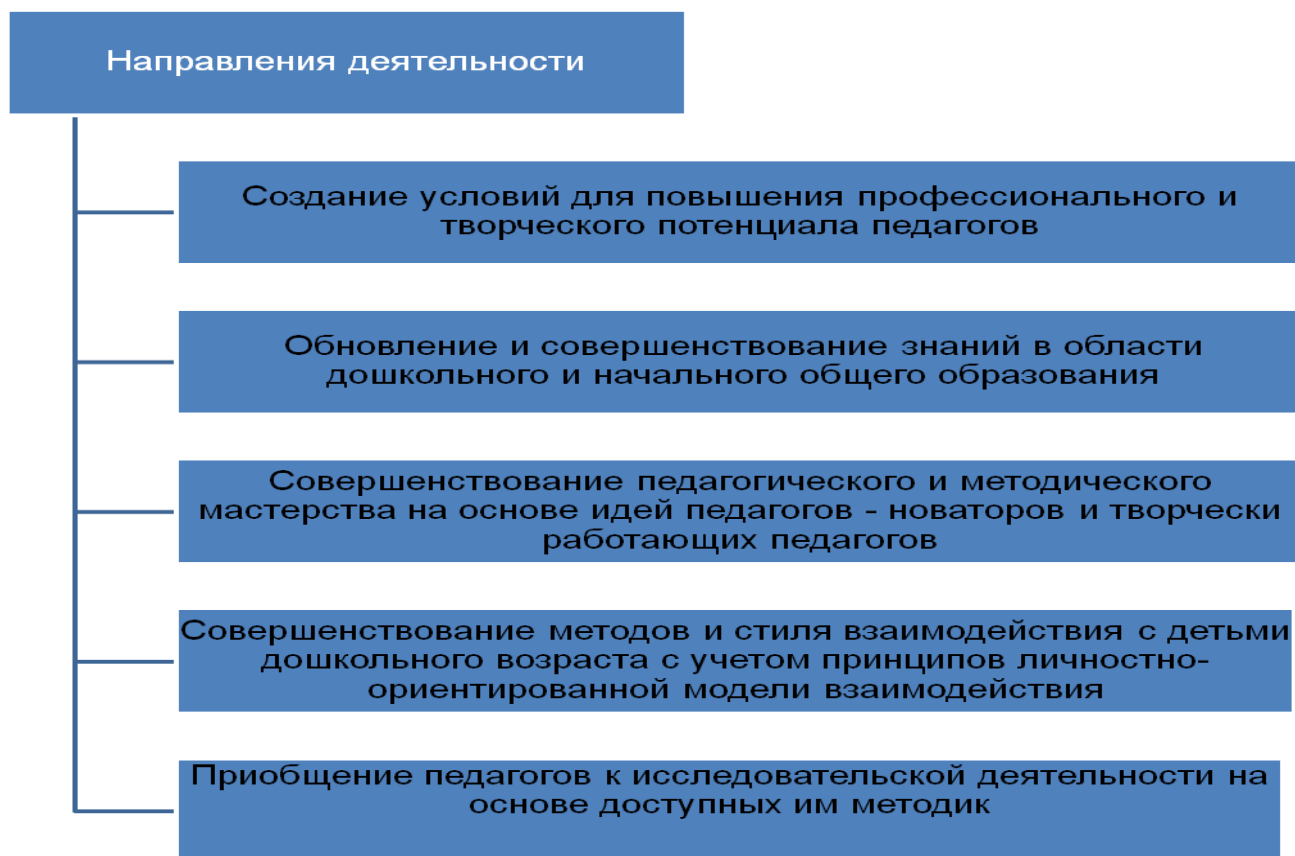 Направления деятельности
Создание условий для повышения профессионального и
творческого потенциала педагогов
Обновление и совершенствование знаний в области
дошкольного и начального общего образования
Совершенствование педагогического и методического
мастерства на основе идей педагогов - новаторов и творчески
работающих педагогов
Совершенствование методов и стиля взаимодействия с детьми
дошкольного возраста с учетом принципов личностно-
ориентированной модели взаимодействия
Приобщение педагогов к исследовательской деятельности на
основе доступных им методик